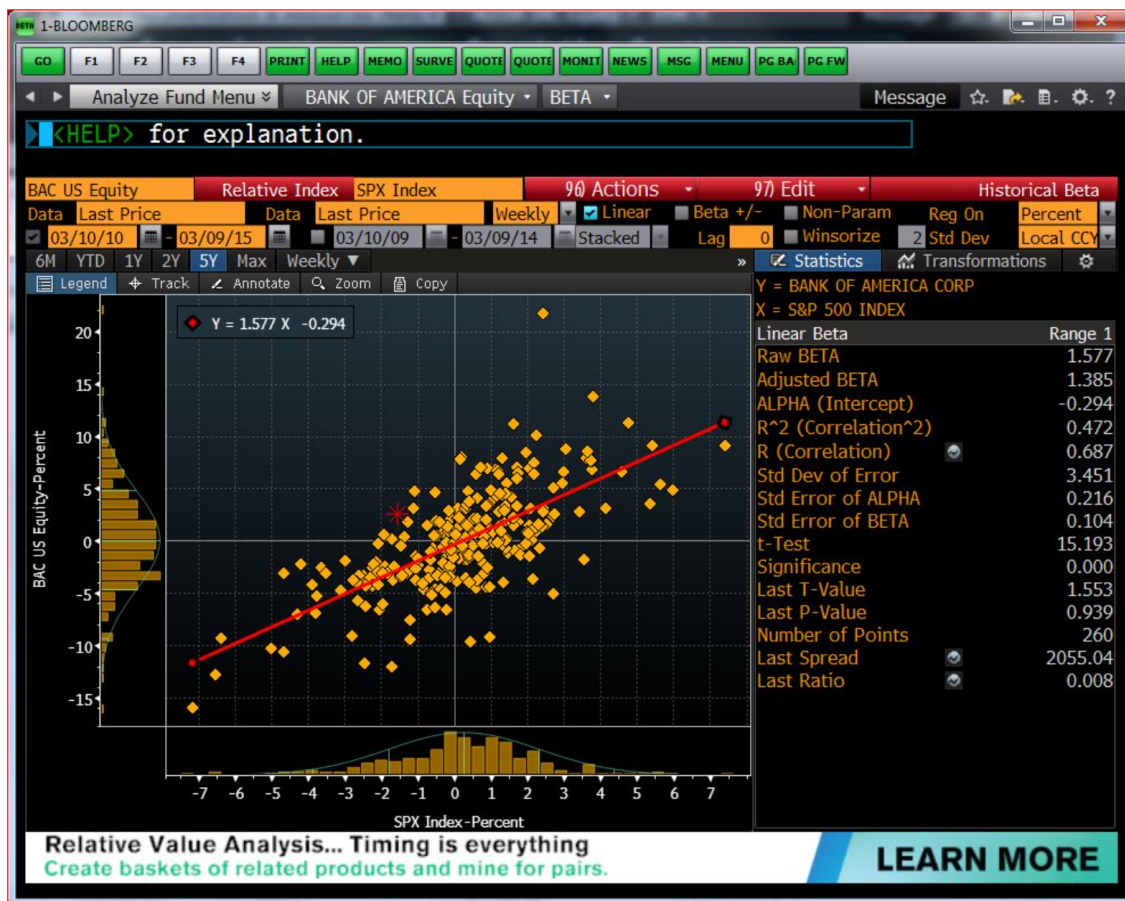 1-BLOOMBERG
GO F1 F2 F3 F4 PRINT HELP MEMO SURVE QUOTE QUOTE MONIT NEWS MSG MENU PG BA PG FW
Analyze Fund Menu BANK OF AMERICA Equity BETA Message ?
<HELP> for explanation.
BAC US Equity Relative Index SPX Index 96) Actions 97) Edit Historical Beta
Data Last Price Data Last Price Weekly Linear Beta +/- Non-Param Reg On Percent
03/10/10 - 03/09/15 03/10/09 - 03/09/14 Stacked Lag 0 Winsorize 2 Std Dev Local CCY
6M YTD 1Y 2Y 5Y Max Weekly ▼ » Statistics Transformations
Legend Track Annotate Zoom Copy
Y = BANK OF AMERICA CORP
X = S&P 500 INDEX
Linear Beta Range 1
Raw BETA 1.577
Adjusted BETA 1.385
ALPHA (Intercept) -0.294
R^2 (Correlation^2) 0.472
R (Correlation) 0.687
Std Dev of Error 3.451
Std Error of ALPHA 0.216
Std Error of BETA 0.104
t-Test 15.193
Significance 0.000
Last T-Value 1.553
Last P-Value 0.939
Number of Points 260
Last Spread 2055.04
Last Ratio 0.008
Y = 1.577 X -0.294
BAC US Equity-Percent
20
15
10
5
0
-5
-10
-15
-7 -6 -5 -4 -3 -2 -1 0 1 2 3 4 5 6 7
SPX Index-Percent
Relative Value Analysis... Timing is everything
Create baskets of related products and mine for pairs.
LEARN MORE